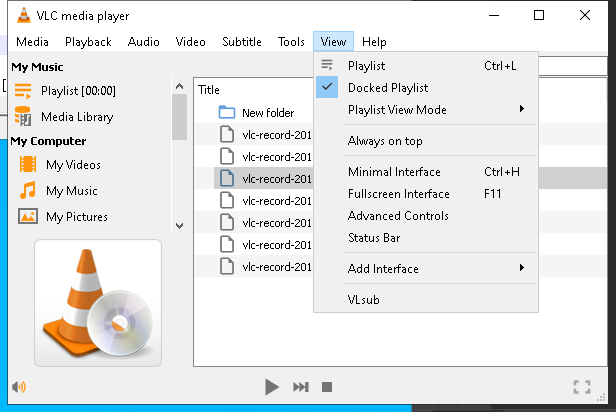 VLC media player
Media Playback Audio Video Subtitle Tools View Help
My Music
Playlist [00:00]
Media Library
My Computer
My Videos
My Music
My Pictures
Title
New folder
vlc-record-201
vlc-record-201
vlc-record-201
vlc-record-201
vlc-record-201
vlc-record-201
vlc-record-201
Playlist Ctrl+L
Docked Playlist
Playlist View Mode
Always on top
Minimal Interface Ctrl+H
Fullscreen Interface F11
Advanced Controls
Status Bar
Add Interface
VLsub